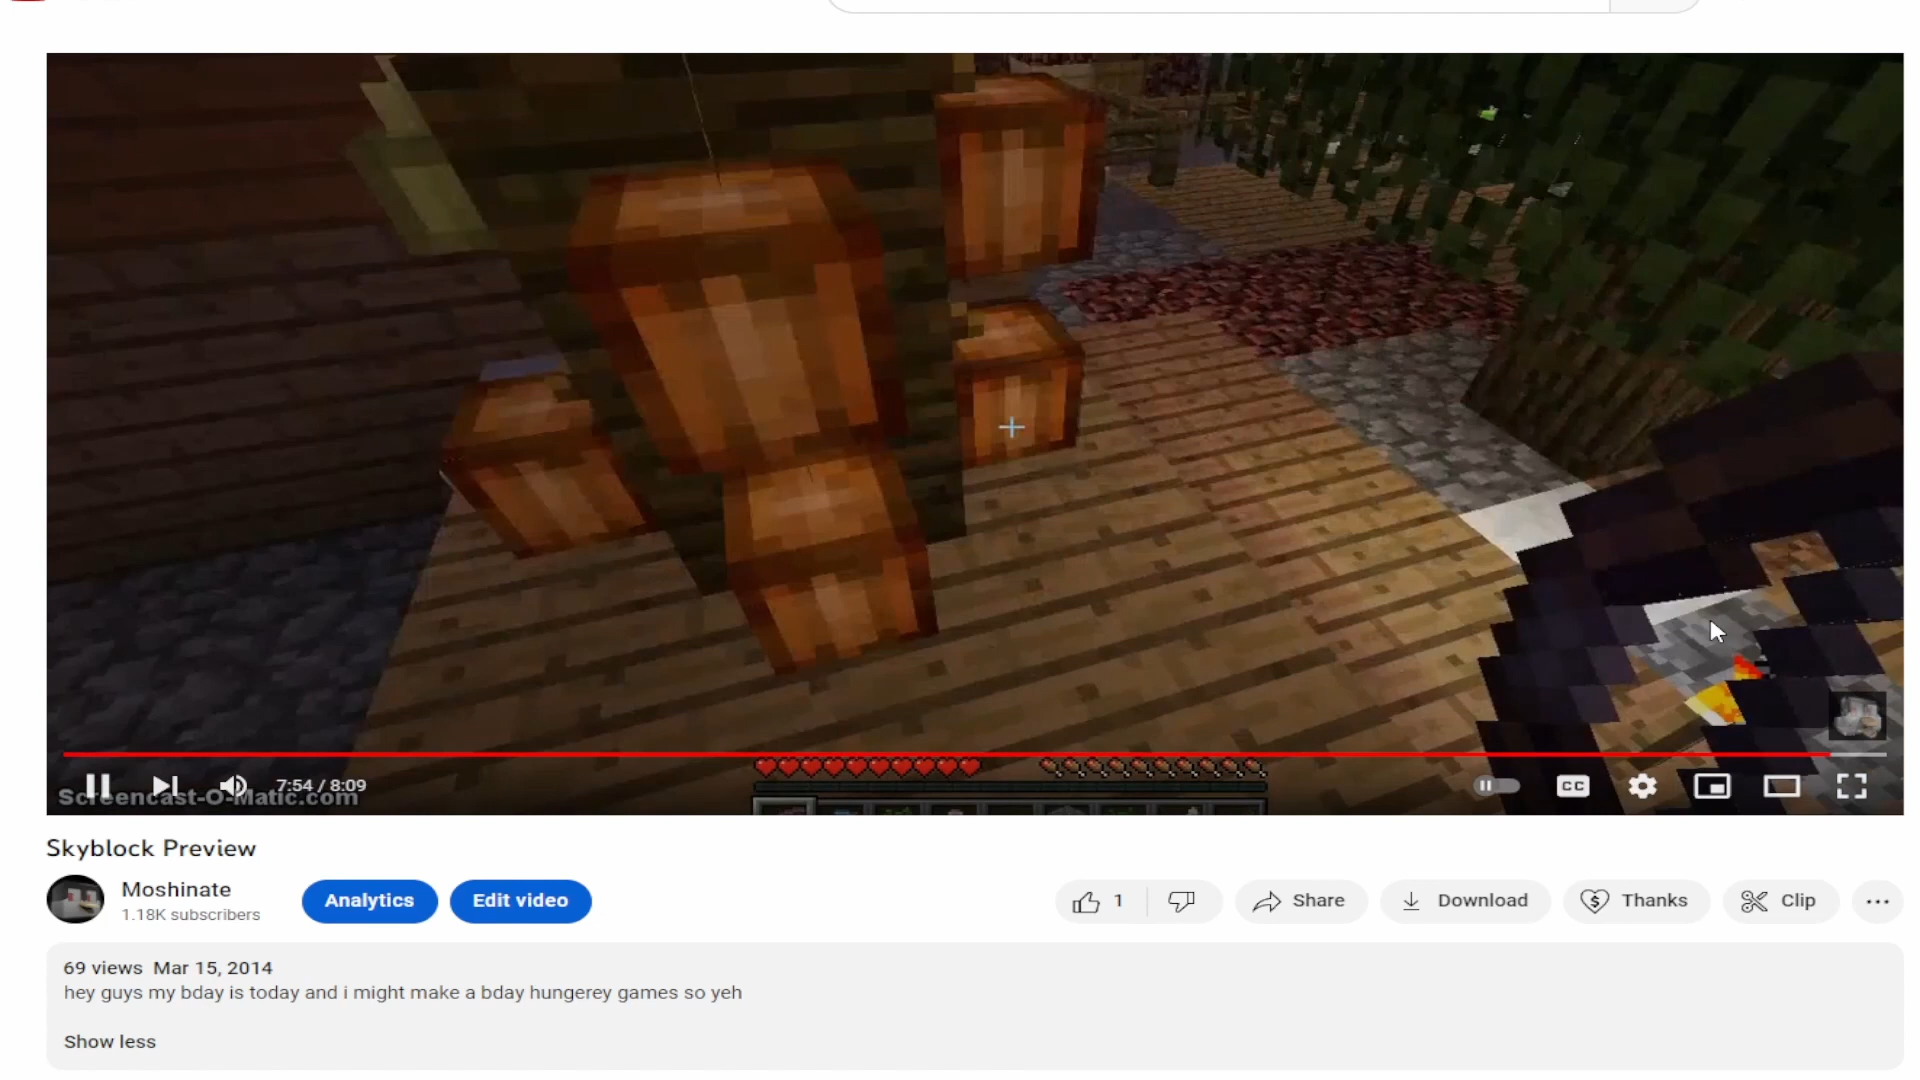 7:54 / 8:09
CC
Screencast-O-Matic.com
Skyblock Preview
Moshinate
1.18K subscribers
Analytics
Edit video
1
Share
Download
Thanks
Clip
69 views Mar 15, 2014
hey guys my bday is today and i might make a bday hungerey games so yeh
Show less